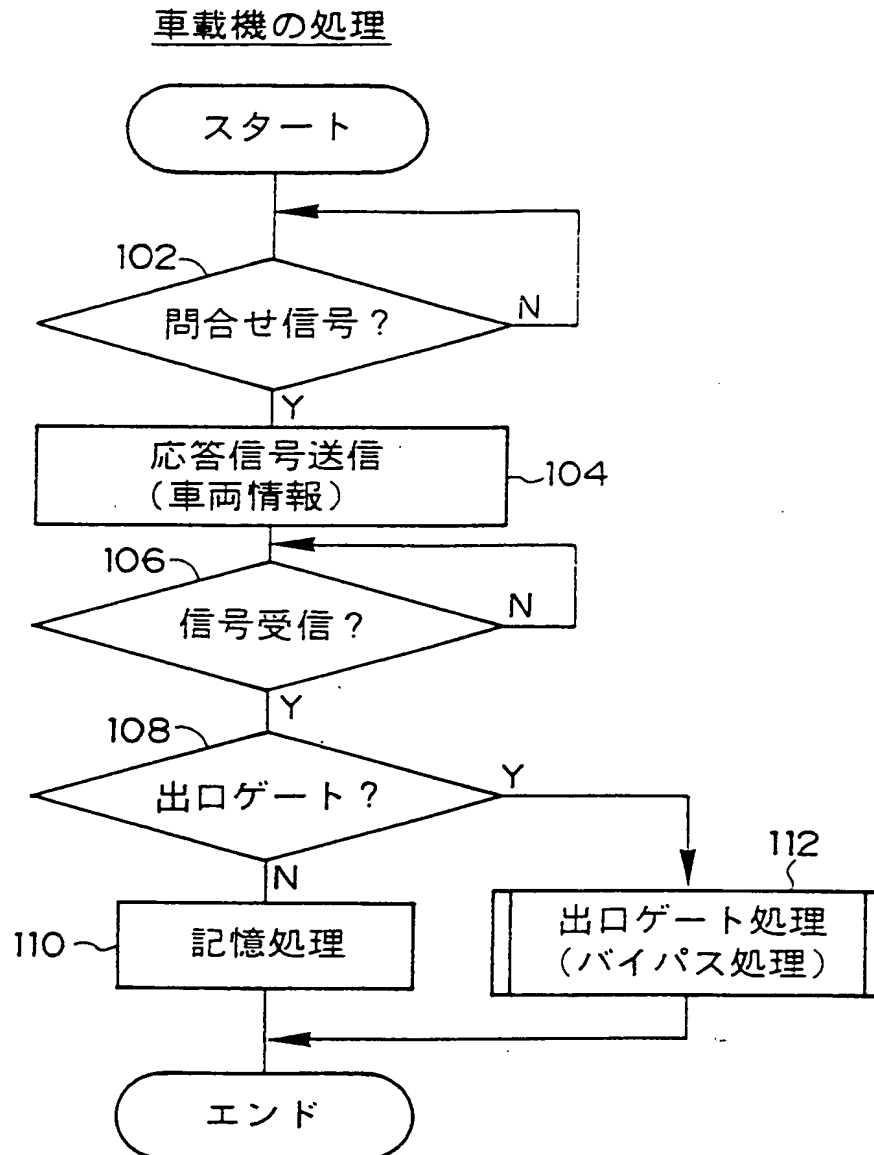 車載機の処理
スタート
102
問合せ信号?
N
Y
応答信号送信
(車両情報)
104
106
信号受信?
N
Y
108
出口ゲート?
Y
N
112
110
記憶処理
出口ゲート処理
(バイパス処理)
エンド